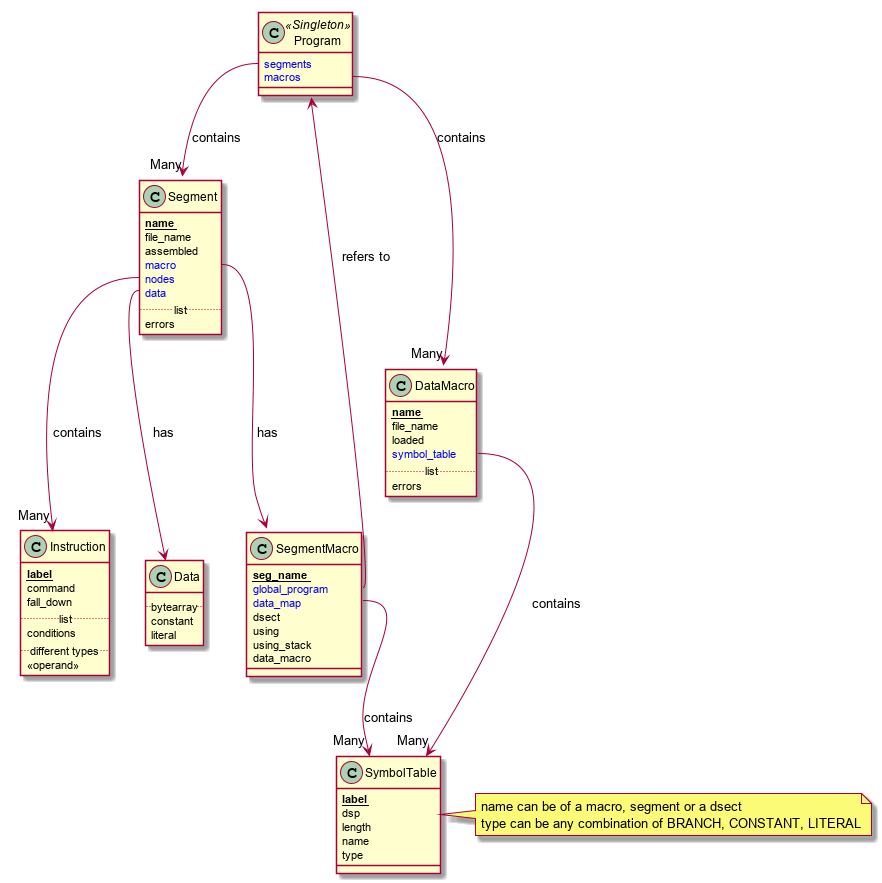 «Singleton»
C
Program
segments
macros
contains
contains
Many
C Segment
name
file_name
assembled
macro
nodes
data
list
errors
refers to
Many
C DataMacro
name
file_name
loaded
symbol_table
list
errors
contains
has
has
Many
C Instruction
label
command
fall_down
list
conditions
different types
«operand»
C Data
bytearray
constant
literal
C SegmentMacro
seg_name
global_program
data_map
dsect
using
using_stack
data_macro
contains
contains
Many
Many
C SymbolTable
label
dsp
length
name
type
name can be of a macro, segment or a dsect
type can be any combination of BRANCH, CONSTANT, LITERAL